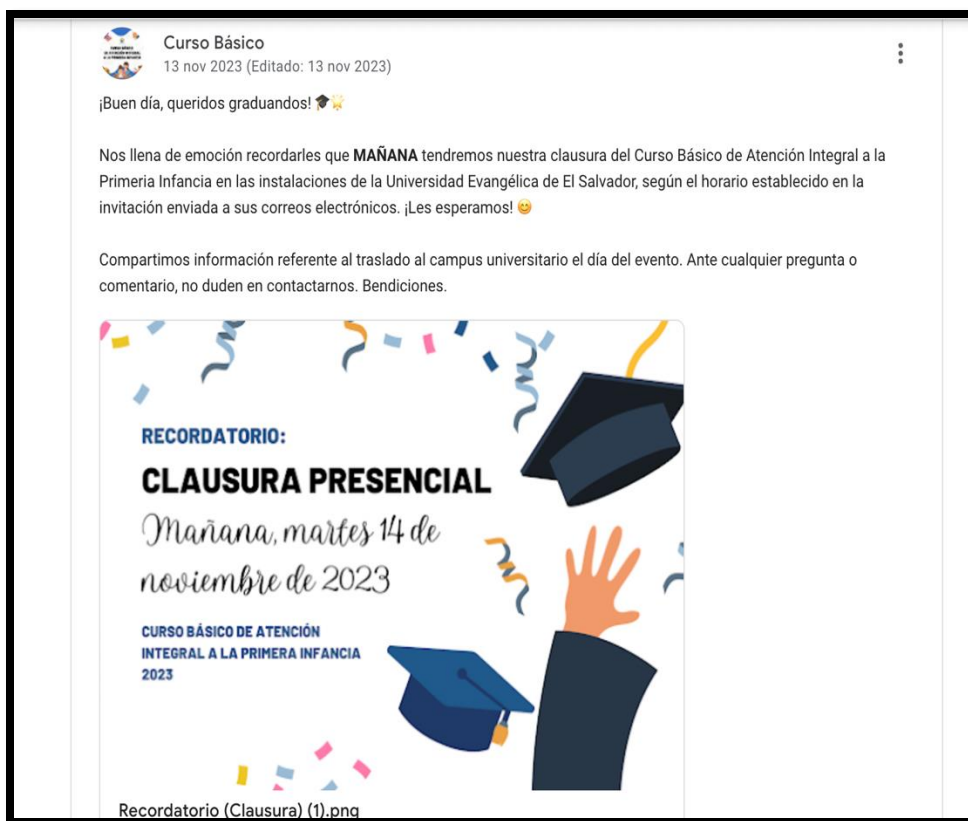 Curso Básico
13 nov 2023 (Editado: 13 nov 2023)
¡Buen día, queridos graduandos! 🎓🌟
Nos llena de emoción recordarles que MAÑANA tendremos nuestra clausura del Curso Básico de Atención Integral a la
Primeria Infancia en las instalaciones de la Universidad Evangélica de El Salvador, según el horario establecido en la
invitación enviada a sus correos electrónicos. ¡Les esperamos! 😊
Compartimos información referente al traslado al campus universitario el día del evento. Ante cualquier pregunta o
comentario, no duden en contactarnos. Bendiciones.
RECORDATORIO:
CLAUSURA PRESENCIAL
Mañana, martes 14 de
noviembre de 2023
CURSO BÁSICO DE ATENCIÓN
INTEGRAL A LA PRIMERA INFANCIA
2023
Recordatorio (Clausura) (1).png